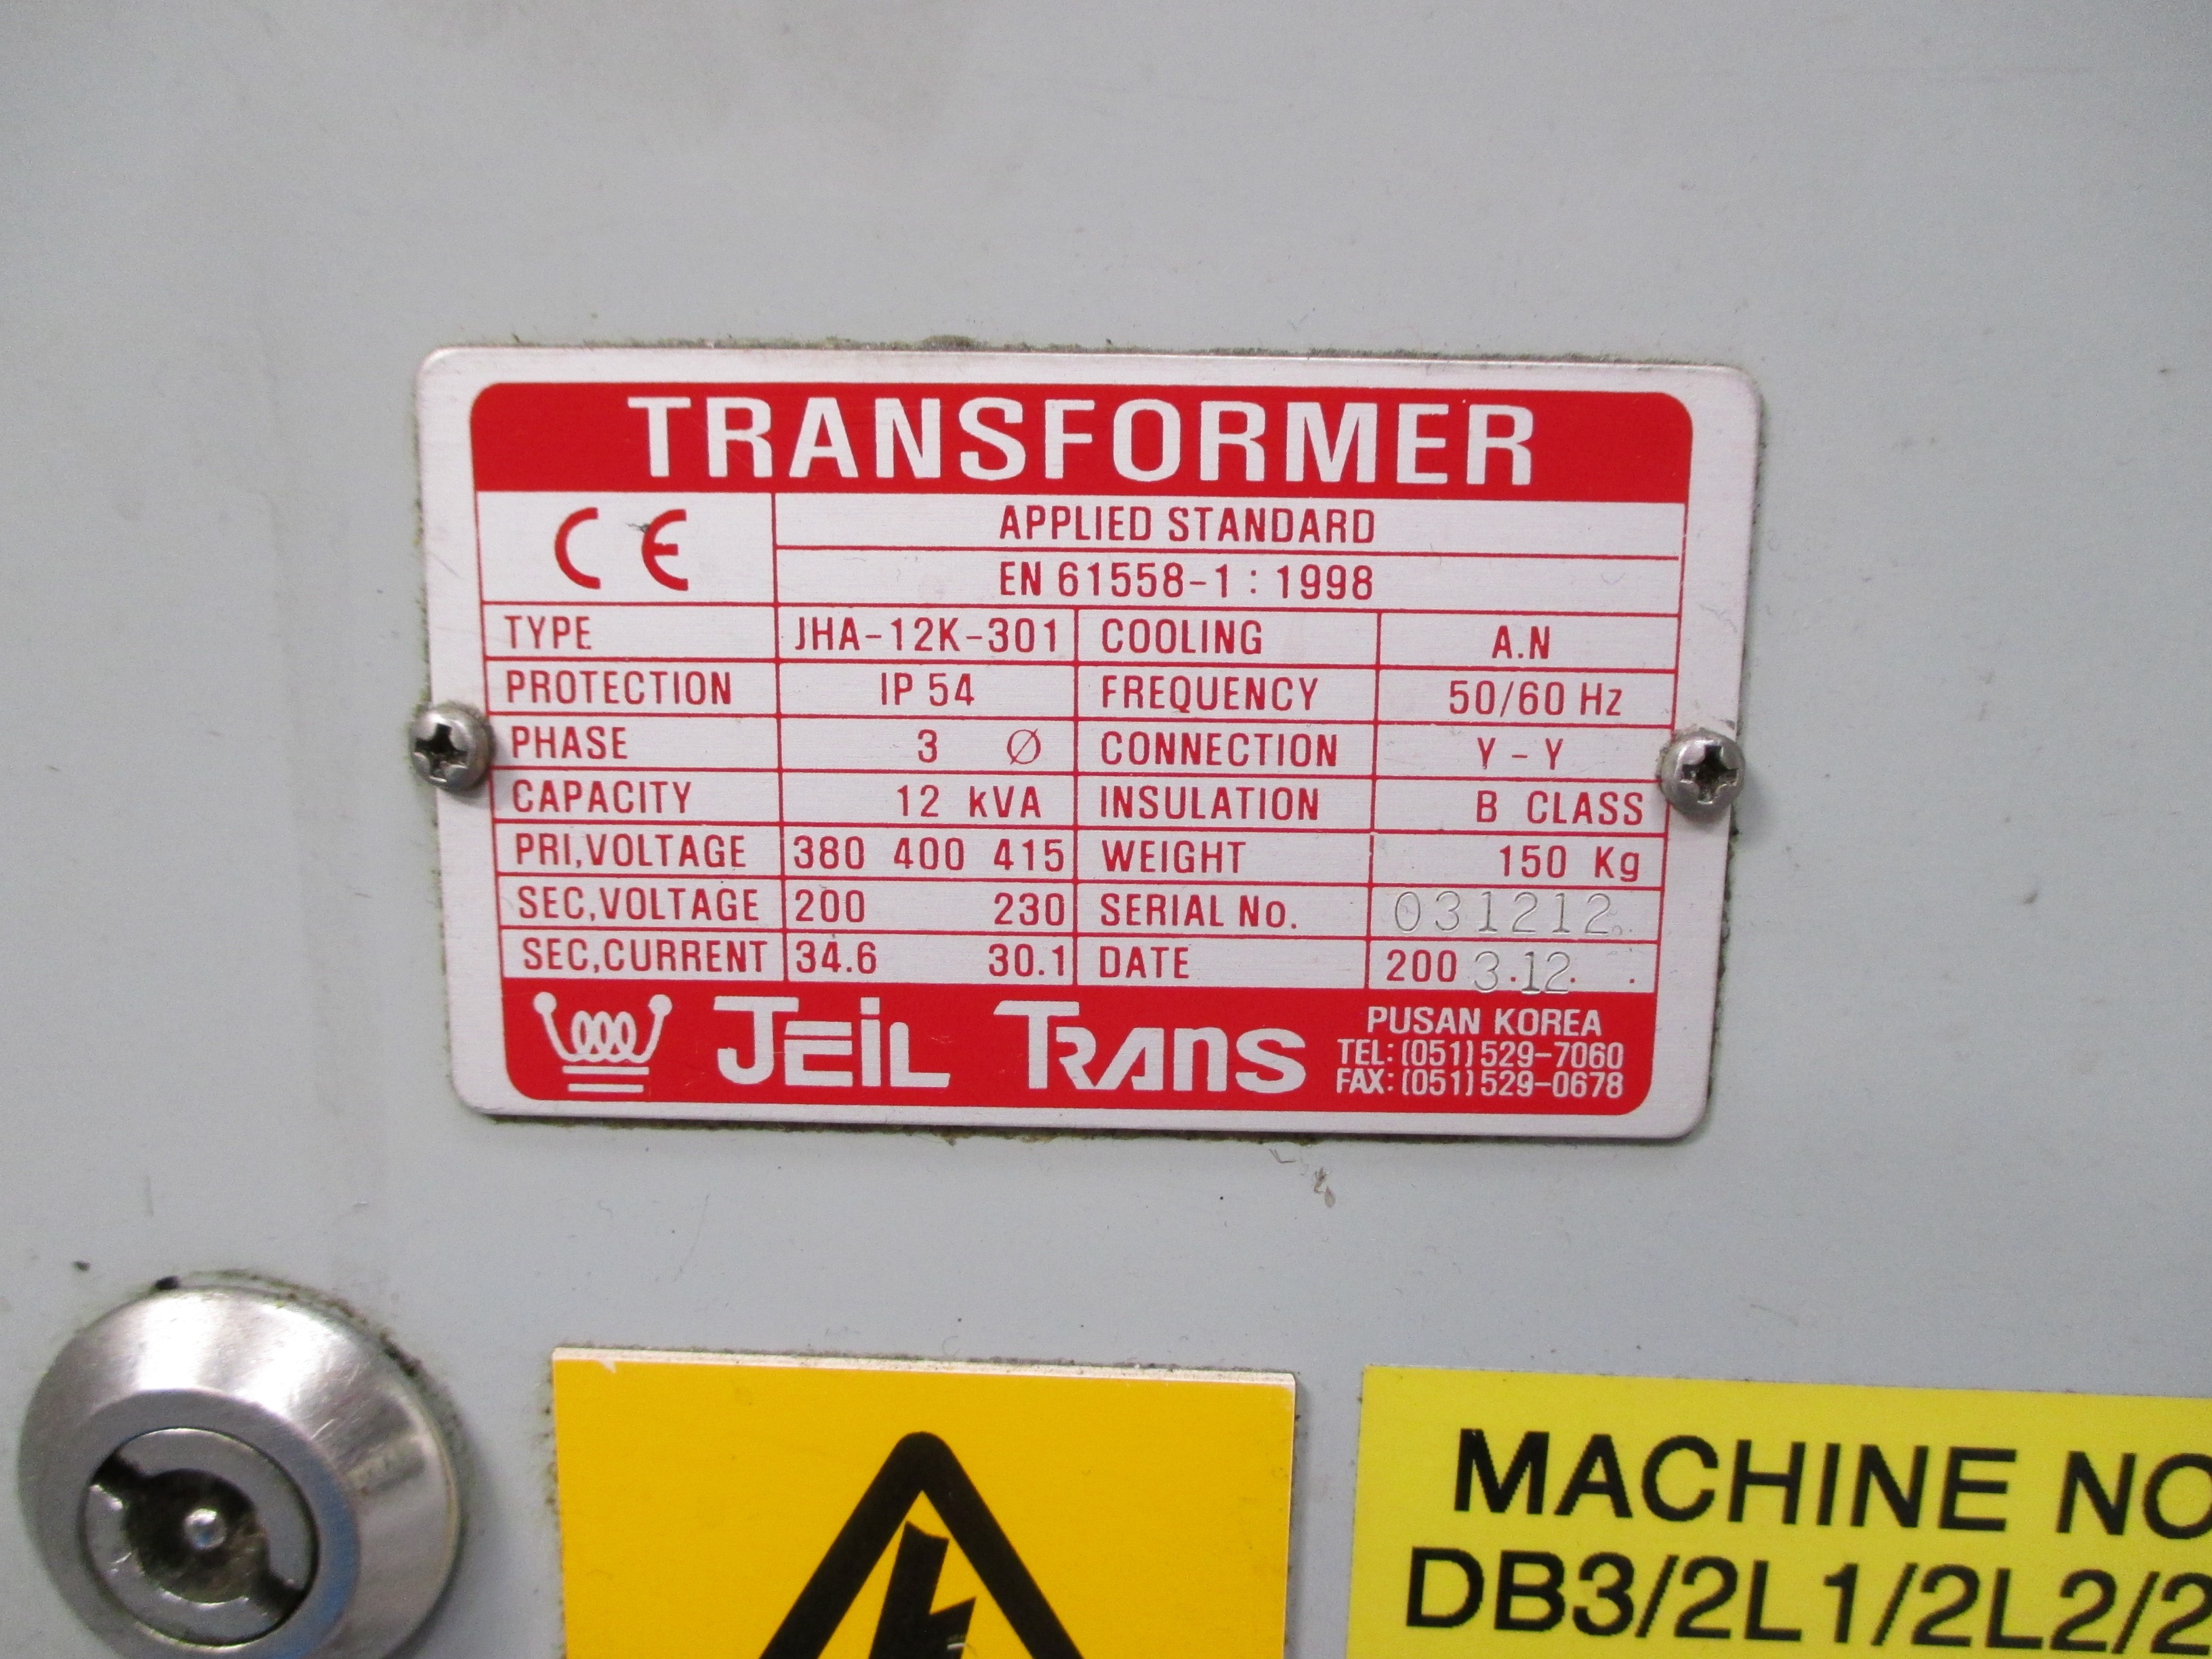 TRANSFORMER
CE
APPLIED STANDARD
EN 61558-1 : 1998
TYPE JHA-12K-301 COOLING A.N
PROTECTION IP 54 FREQUENCY 50/60 Hz
PHASE 3 Ø CONNECTION Y - Y
CAPACITY 12 kVA INSULATION B CLASS
PRI,VOLTAGE 380 400 415 WEIGHT 150 Kg
SEC,VOLTAGE 200 230 SERIAL No. 031212
SEC,CURRENT 34.6 30.1 DATE 2003.12. .
JEIL TRANS
PUSAN KOREA
TEL: (051) 529-7060
FAX: (051) 529-0678
MACHINE NO
DB3/2L1/2L2/2